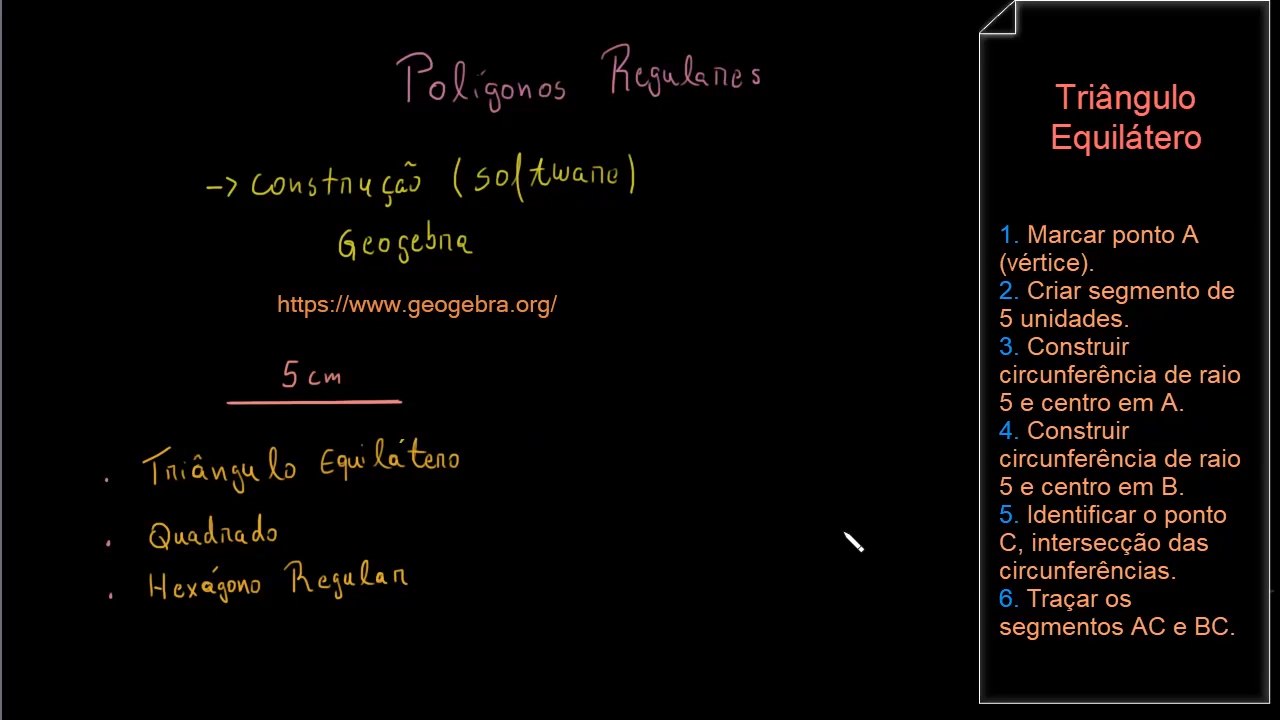 Polígonos Regulares
-> Construção (software)
Geogebra
https://www.geogebra.org/
5 cm
. Triângulo Equilátero
. Quadrado
. Hexágono Regular
Triângulo
Equilátero
1. Marcar ponto A
(vértice).
2. Criar segmento de
5 unidades.
3. Construir
circunferência de raio
5 e centro em A.
4. Construir
circunferência de raio
5 e centro em B.
5. Identificar o ponto
C, intersecção das
circunferências.
6. Traçar os
segmentos AC e BC.